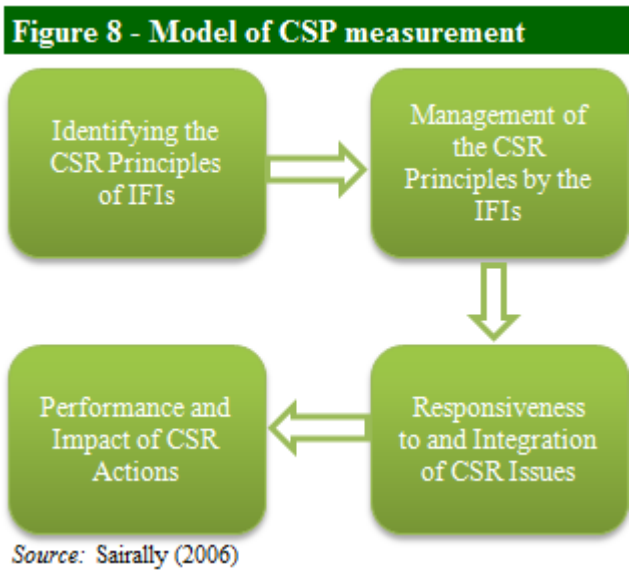 Figure 8 - Model of CSP measurement
Identifying the
CSR Principles
of IFIs
Management of
the CSR
Principles by the
IFIs
Responsiveness
to and Integration
of CSR Issues
Performance and
Impact of CSR
Actions
Source: Sairally (2006)